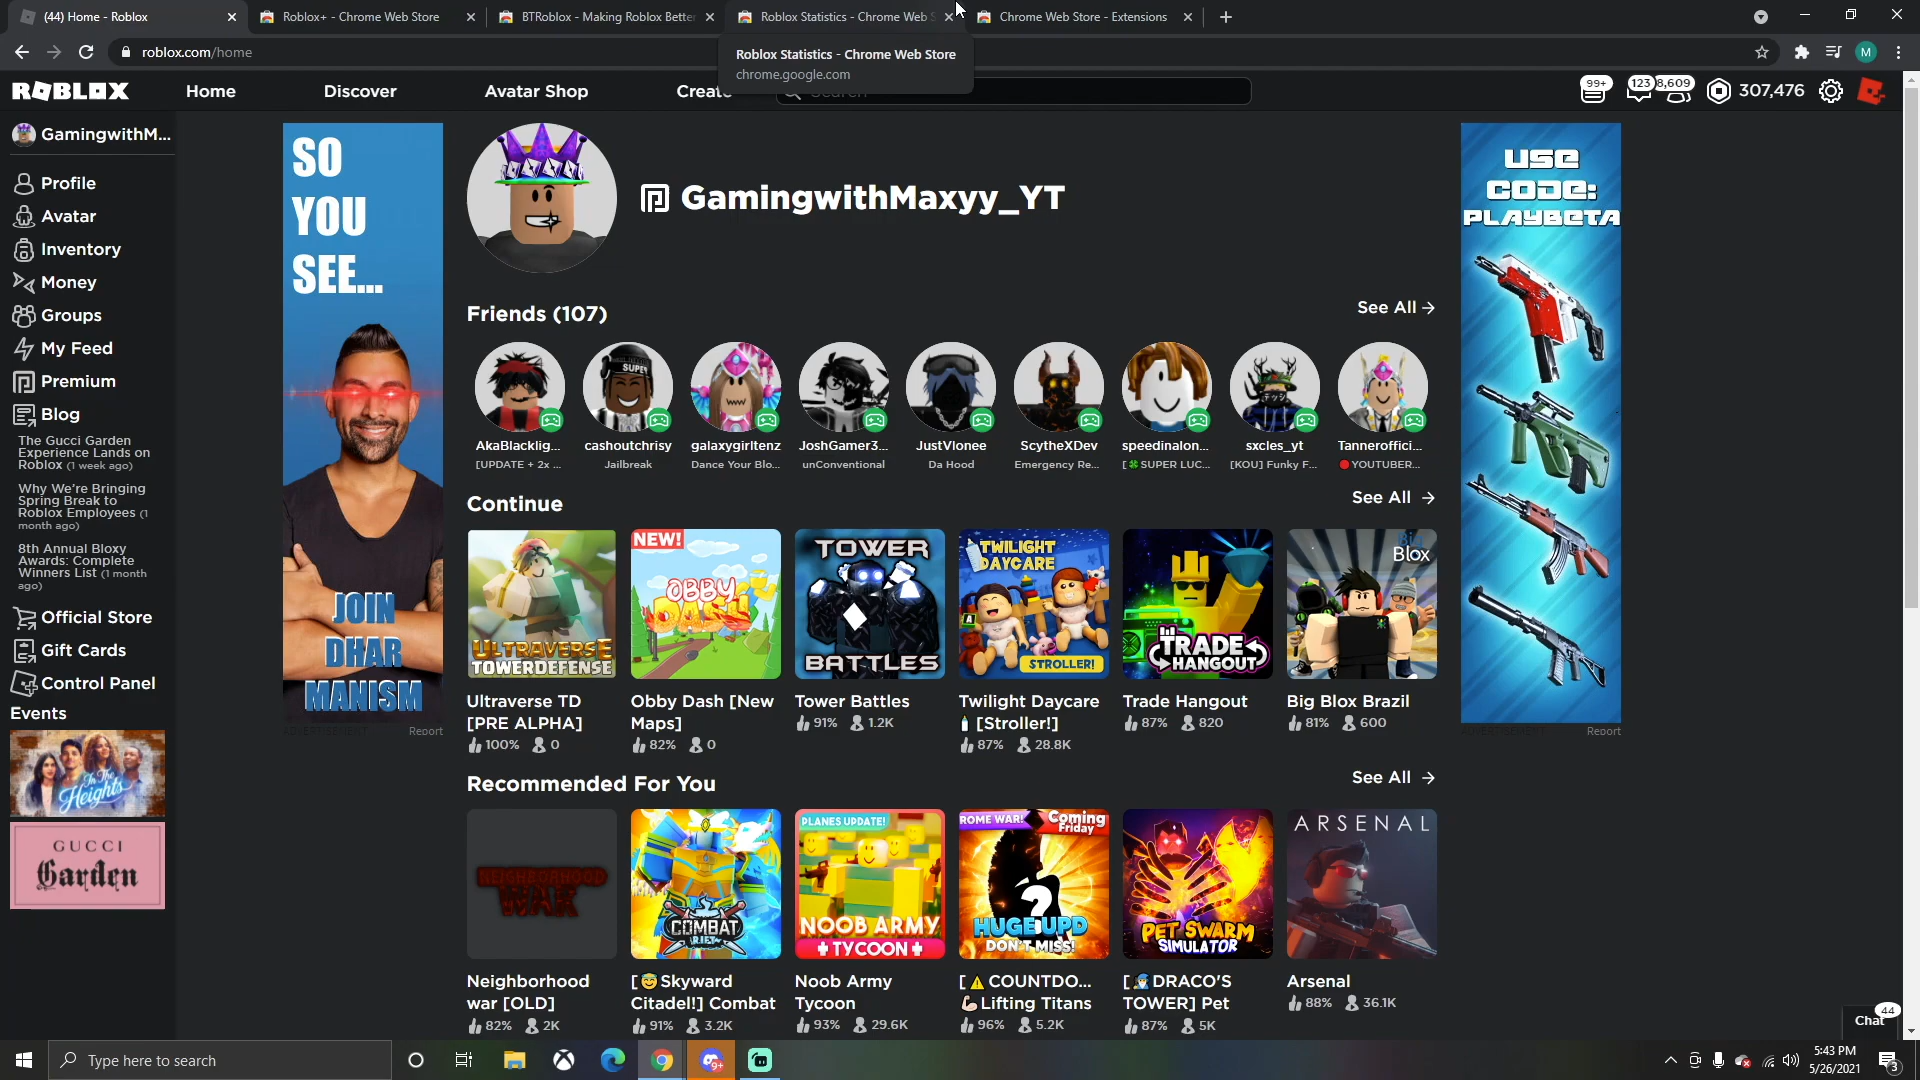 (44) Home - Roblox
Roblox+ - Chrome Web Store
BTRoblox - Making Roblox Better
Roblox Statistics - Chrome Web S
Chrome Web Store - Extensions
roblox.com/home
M
Roblox Statistics - Chrome Web Store
chrome.google.com
ROBLOX
Home
Discover
Avatar Shop
Create
Search
99+
123
8,609
307,476
GamingwithM...
Profile
Avatar
Inventory
Money
Groups
My Feed
Premium
Blog
The Gucci Garden
Experience Lands on
Roblox (1 week ago)
Why We're Bringing
Spring Break to
Roblox Employees (1
month ago)
8th Annual Bloxy
Awards: Complete
Winners List (1 month
ago)
Official Store
Gift Cards
Control Panel
Events
In The
Heights
GUCCI
Garden
SO
YOU
SEE...
JOIN
DHAR
MANISM
ADVERTISEMENT
Report
GamingwithMaxyy_YT
Friends (107)
See All →
AkaBlacklig...
[UPDATE + 2x ...
cashoutchrisy
Jailbreak
galaxygirltenz
Dance Your Blo...
JoshGamer3...
unConventional
JustVlonee
Da Hood
ScytheXDev
Emergency Re...
speedinalon...
[🍀SUPER LUC...
sxcles_yt
[KOU] Funky F...
Tanneroffici...
🔴YOUTUBER...
Continue
See All →
ULTRAVERSE
TOWERDEFENSE
Ultraverse TD
[PRE ALPHA]
100% 0
NEW!
OBBY
DASH
Obby Dash [New
Maps]
82% 0
TOWER
BATTLES
Tower Battles
91% 1.2K
TWILIGHT
DAYCARE
STROLLER!
Twilight Daycare
🍼 [Stroller!]
87% 28.8K
TRADE
HANGOUT
Trade Hangout
87% 820
Big
Blox
Big Blox Brazil
81% 600
Recommended For You
See All →
NEIGHBORHOOD
WAR
Neighborhood
war [OLD]
82% 2K
COMBAT
RIFT
[😇Skyward
Citadel!] Combat
91% 3.2K
PLANES UPDATE!
NOOB ARMY
TYCOON
Noob Army
Tycoon
93% 29.6K
ROME WAR!
Coming
Friday
?
HUGE UPD
DON'T MISS!
[⚠️COUNTDO...
💪Lifting Titans
96% 5.2K
PET SWARM
SIMULATOR
[🧙DRACO'S
TOWER] Pet
87% 5K
ARSENAL
Arsenal
88% 36.1K
USE
CODE:
PLAYBETA
ADVERTISEMENT
Report
Chat
44
Type here to search
9+
5:43 PM
5/26/2021
3